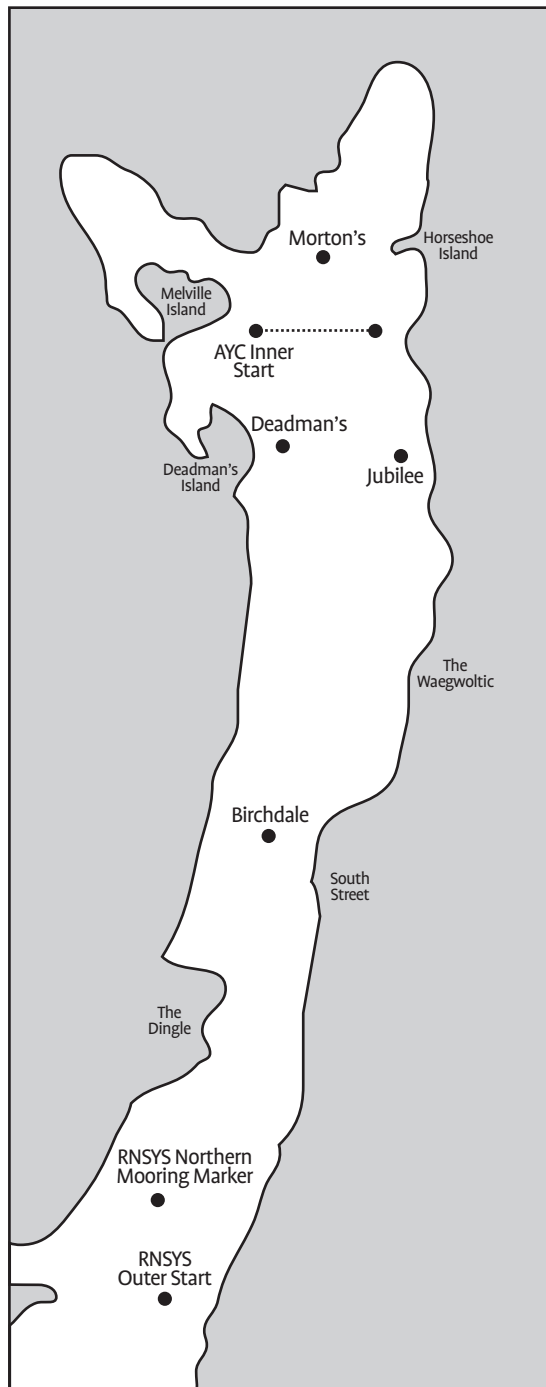 Morton's
Horseshoe
Island
Melville
Island
AYC Inner
Start
Deadman's
Deadman's
Island
Jubilee
The
Waegwoltic
Birchdale
South
Street
The
Dingle
RNSYS Northern
Mooring Marker
RNSYS
Outer Start